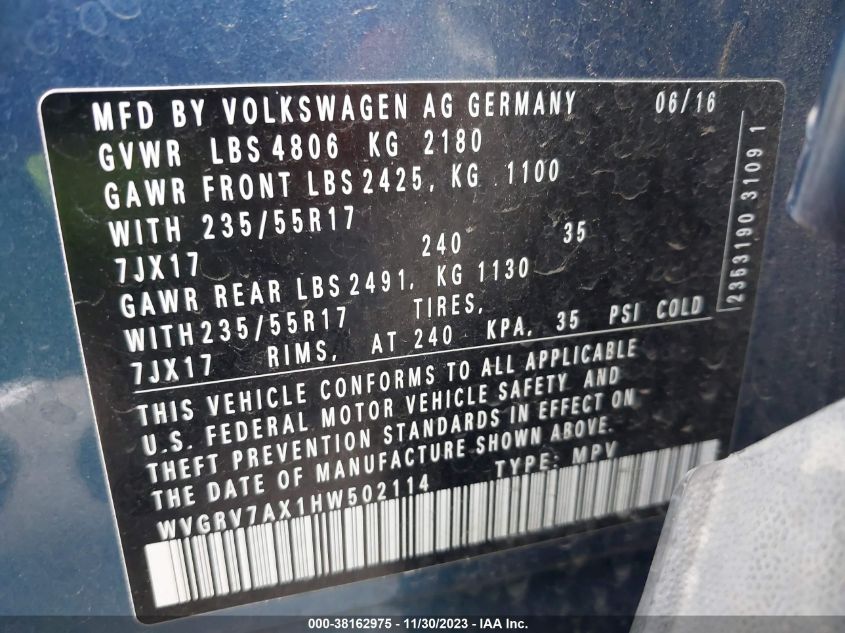 MFD BY VOLKSWAGEN AG GERMANY 06/16
GVWR LBS 4806 KG 2180
GAWR FRONT LBS 2425, KG 1100
WITH 235/55R17
7JX17 240 35
GAWR REAR LBS 2491, KG 1130
WITH 235/55R17 TIRES,
7JX17 RIMS, AT 240 KPA, 35 PSI COLD
THIS VEHICLE CONFORMS TO ALL APPLICABLE
U.S. FEDERAL MOTOR VEHICLE SAFETY AND
THEFT PREVENTION STANDARDS IN EFFECT ON
THE DATE OF MANUFACTURE SHOWN ABOVE.
WVGRV7AX1HW502114 TYPE: MPV
2363190 3109 1
000-38162975 - 11/30/2023 - IAA Inc.